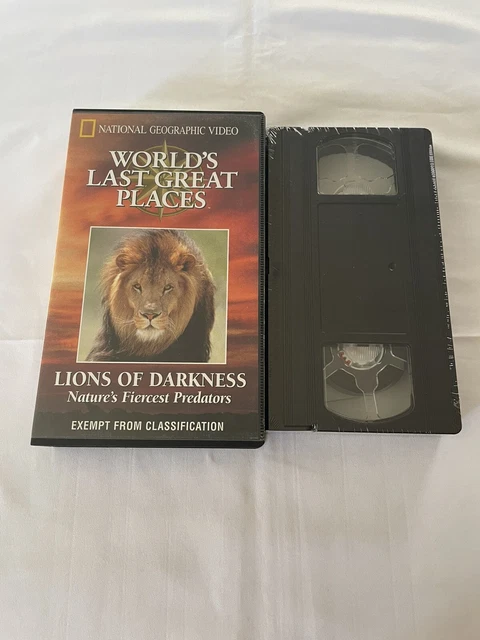 NATIONAL GEOGRAPHIC VIDEO
WORLD'S
LAST GREAT
PLACES
LIONS OF DARKNESS
Nature's Fiercest Predators
EXEMPT FROM CLASSIFICATION